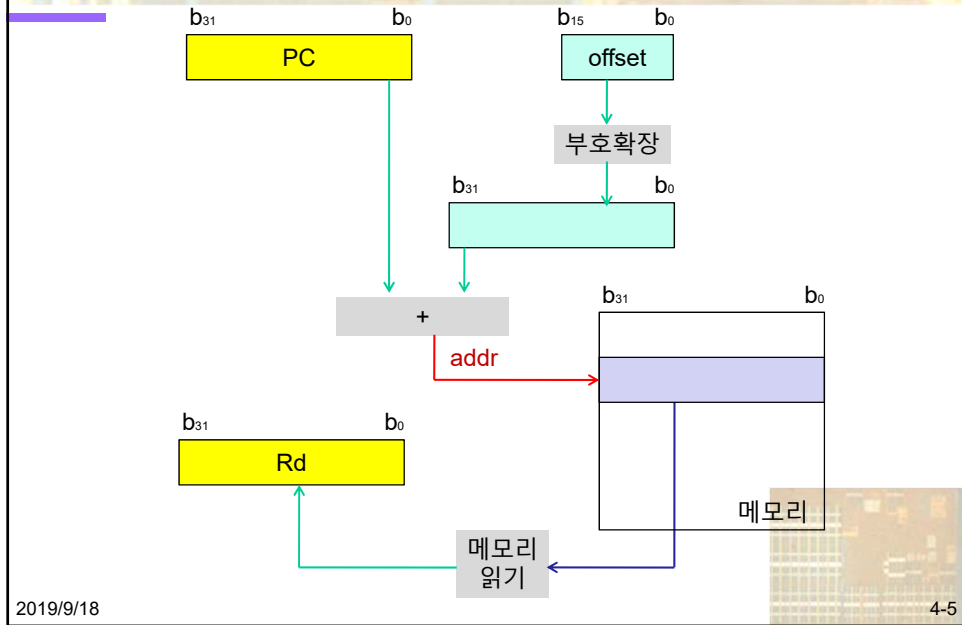 b31 b0 b15 b0
PC offset
부호확장
b31 b0
+
b31 b0
addr
b31 b0
Rd
메모리
메모리
읽기
2019/9/18 4-5